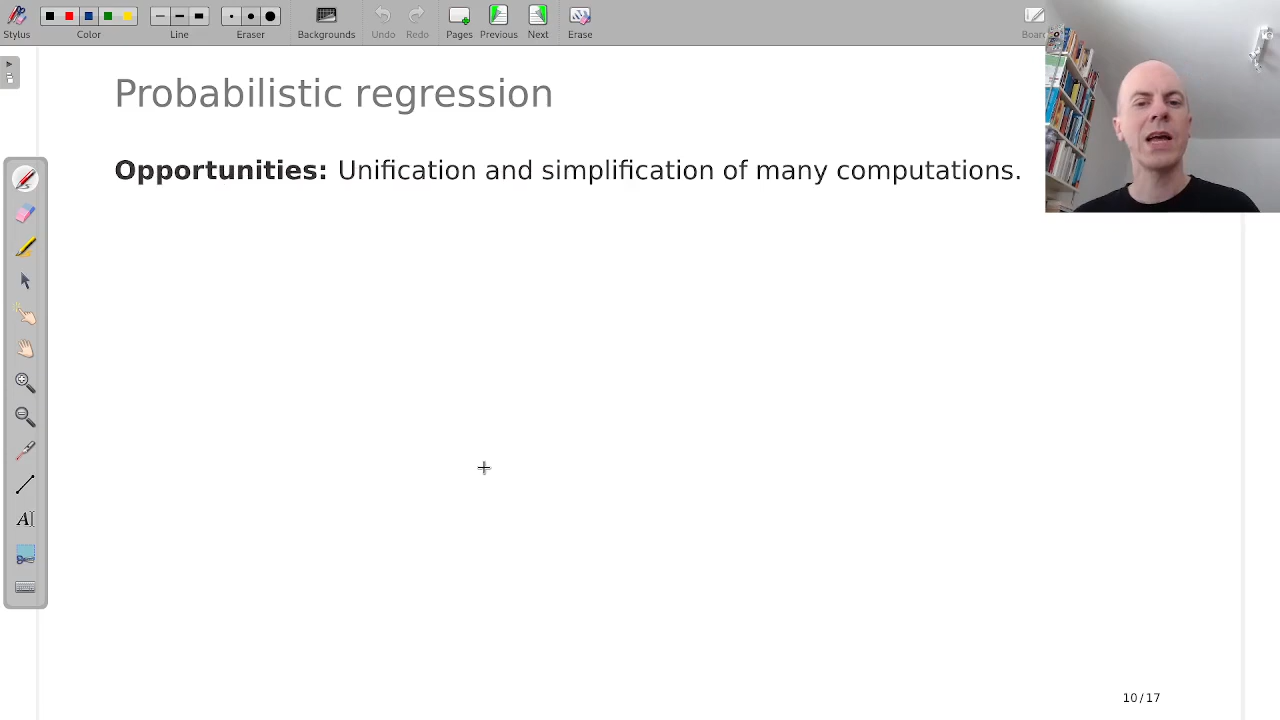 Stylus
Color
Line
Eraser
Backgrounds
Undo
Redo
Pages
Previous
Next
Erase
Board
Probabilistic regression
Opportunities: Unification and simplification of many computations.
A
10/17